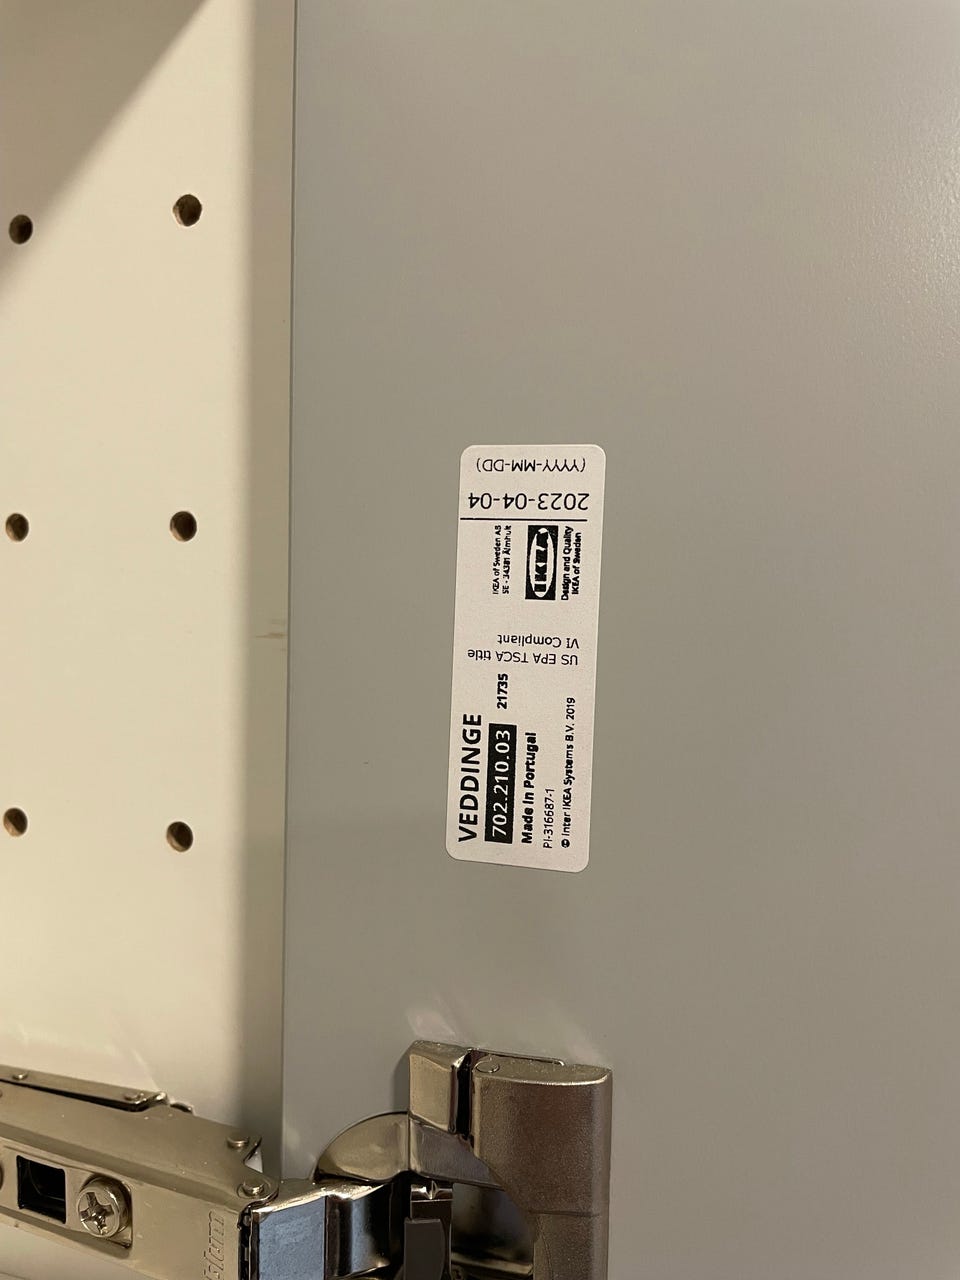 VEDDINGE
702.210.03
21735
Made in Portugal
PI-316687-1
© Inter IKEA Systems B.V. 2019
US EPA TSCA title
VI Compliant
IKEA of Sweden AB
SE - 34381 Älmhult
IKEA
Design and Quality
IKEA of Sweden
2023-04-04
(YYYY-MM-DD)